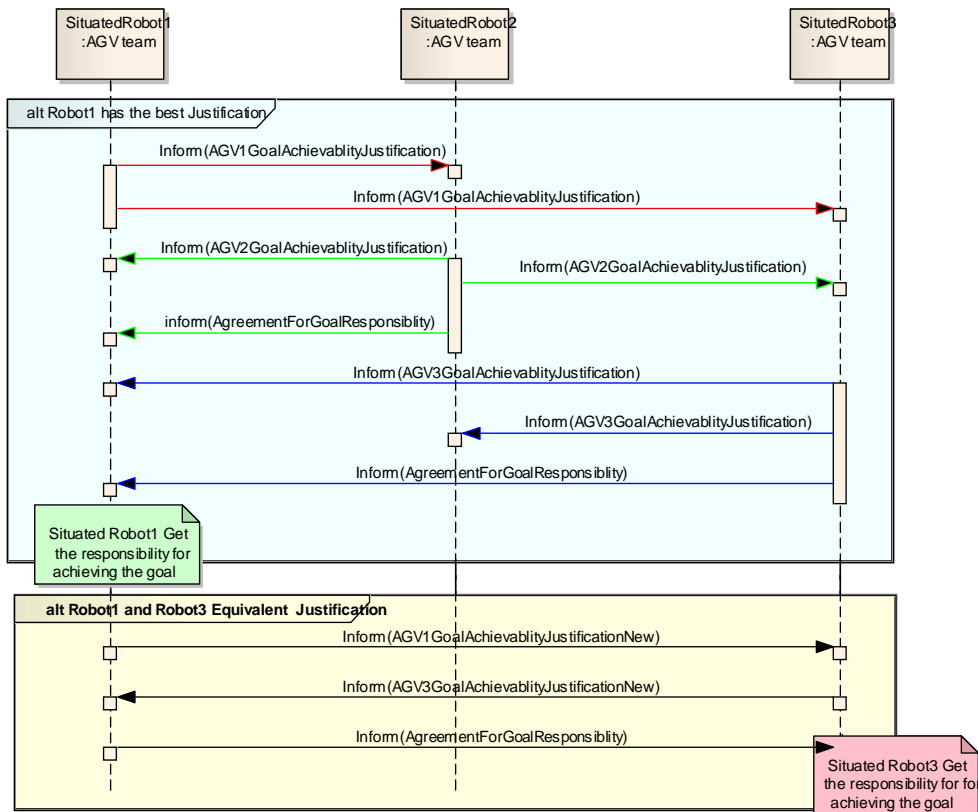 SituatedRobot1
:AGV team
SituatedRobot2
:AGV team
SitutedRobot3
:AGV team
alt Robot1 has the best Justification
Inform(AGV1GoalAchievablityJustification)
Inform(AGV1GoalAchievablityJustification)
Inform(AGV2GoalAchievablityJustification)
Inform(AGV2GoalAchievablityJustification)
inform(AgreementForGoalResponsiblity)
Inform(AGV3GoalAchievablityJustification)
Inform(AGV3GoalAchievablityJustification)
Inform(AgreementForGoalResponsiblity)
Situated Robot1 Get
the responsibility for
achieving the goal
alt Robot1 and Robot3 Equivalent Justification
Inform(AGV1GoalAchievablityJustificationNew)
Inform(AGV3GoalAchievablityJustificationNew)
Inform(AgreementForGoalResponsiblity)
Situated Robot3 Get
the responsibility for for
achieving the goal